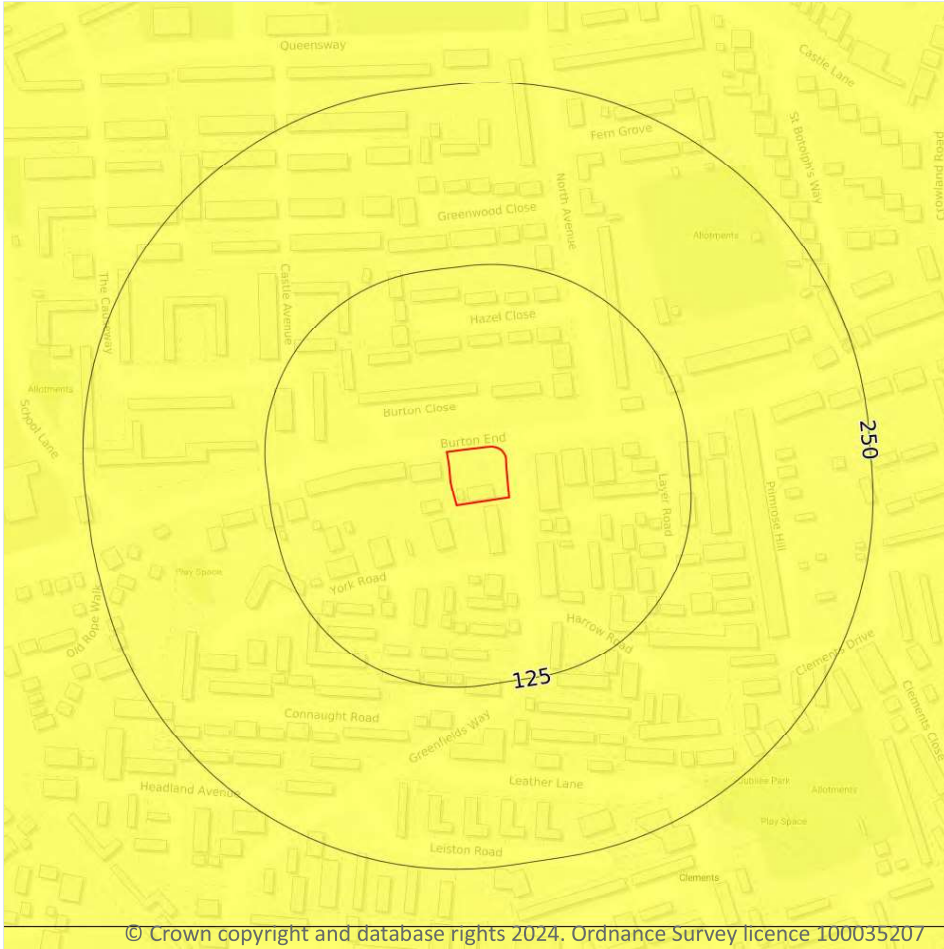 Queensway
Castle Lane
Fern Grove
St Botolph's Way
Crowland Road
North Avenue
Greenwood Close
Allotments
The Causeway
Castle Avenue
Hazel Close
Allotments
School Lane
Burton Close
Burton End
250
Layer Road
Primrose Hill
Play Space
York Road
Old Rope Walk
Harrow Road
Clements Drive
125
Connaught Road
Greenfields Way
Clements Close
Leather Lane
Jubilee Park
Headland Avenue
Allotments
Play Space
Leiston Road
Clements
© Crown copyright and database rights 2024. Ordnance Survey licence 100035207